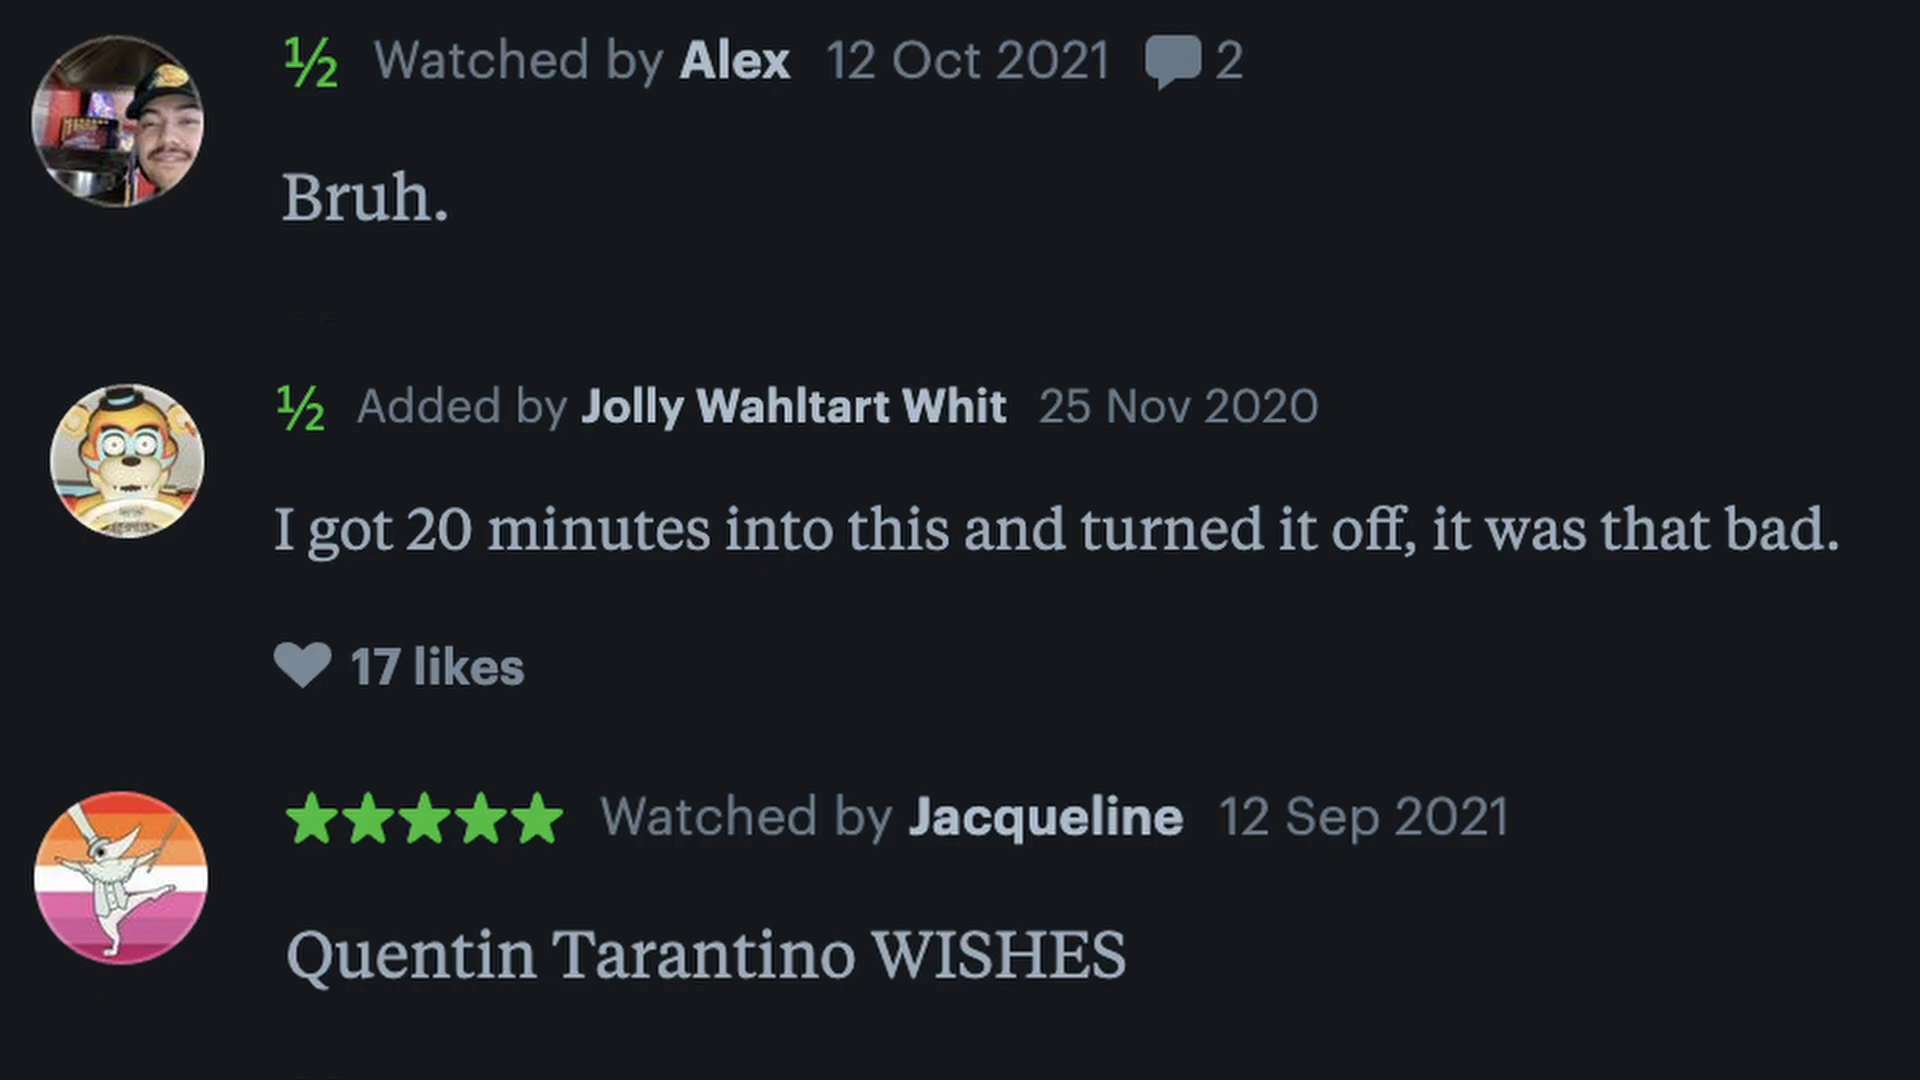 ½ Watched by Alex 12 Oct 2021 2
Bruh.
½ Added by Jolly Wahltart Whit 25 Nov 2020
I got 20 minutes into this and turned it off, it was that bad.
17 likes
★★★★★ Watched by Jacqueline 12 Sep 2021
Quentin Tarantino WISHES